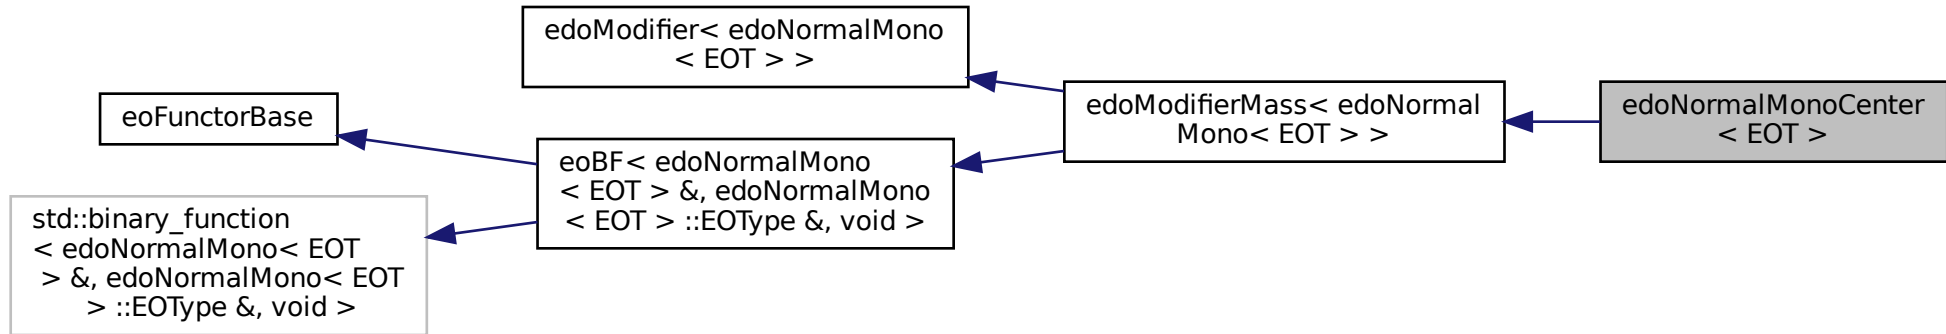 edoModifier< edoNormalMono
< EOT > >
eoFunctorBase
edoModifierMass< edoNormal
Mono< EOT > >
edoNormalMonoCenter
< EOT >
eoBF< edoNormalMono
< EOT > &, edoNormalMono
< EOT > ::EOType &, void >
std::binary_function
< edoNormalMono< EOT
> &, edoNormalMono< EOT
> ::EOType &, void >